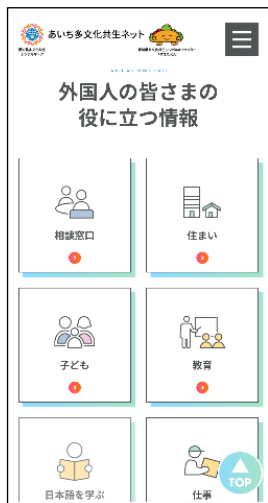 あいち多文化共生ネット
外国人の皆さまの
役に立つ情報
相談窓口
住まい
子ども
教育
日本語を学ぶ
仕事
TOP